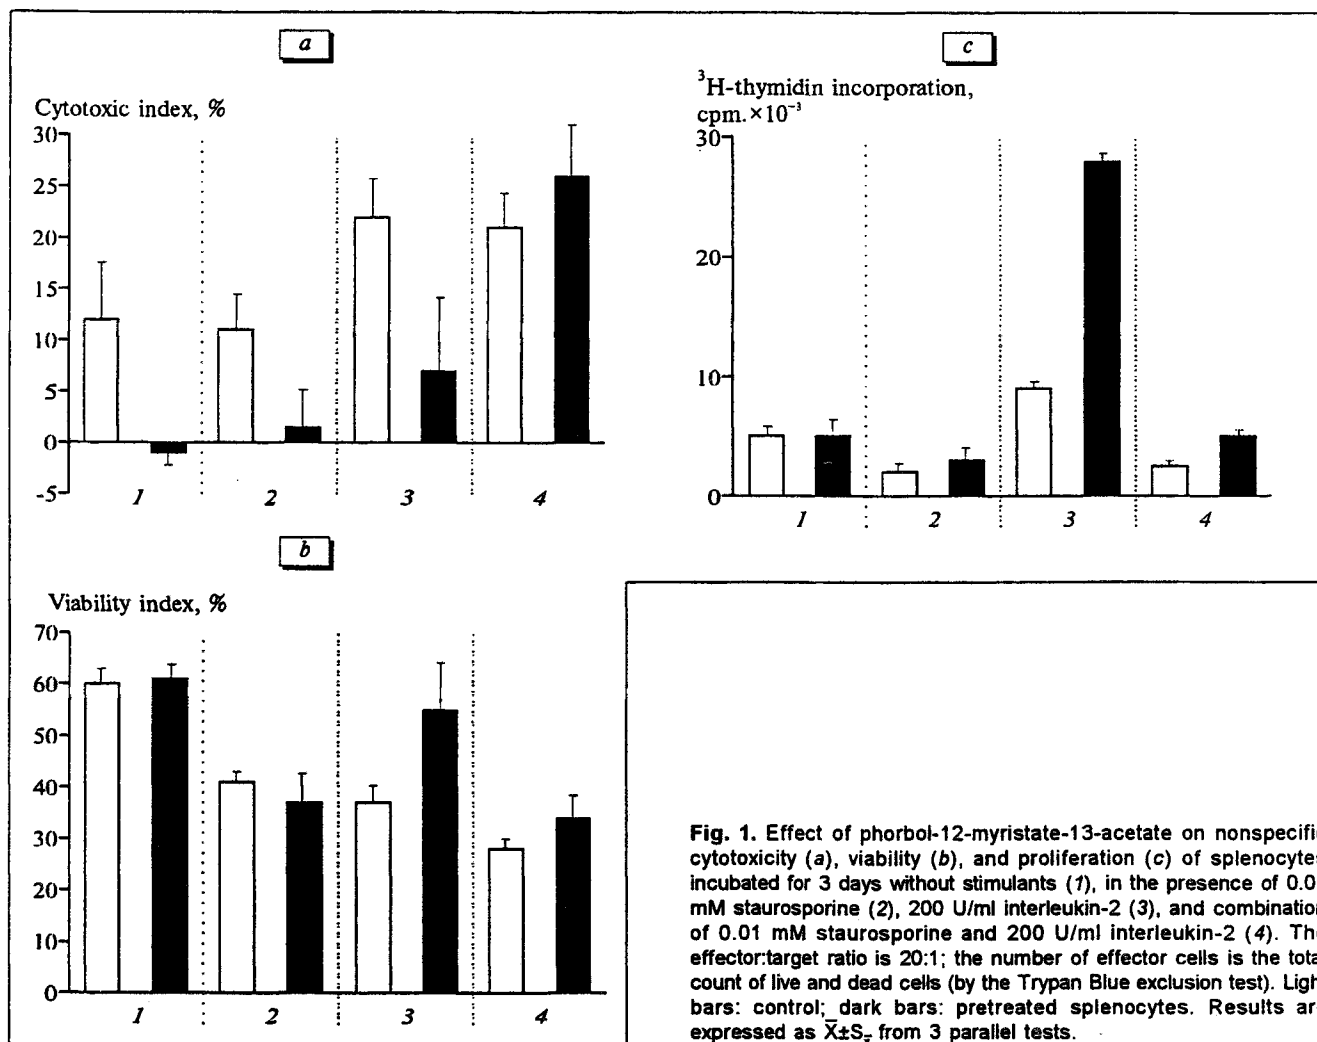 a
Cytotoxic index, %
30
25
20
15
10
5
0
-5
1 2 3 4
b
Viability index, %
70
60
50
40
30
20
10
0
1 2 3 4
c
³H-thymidin incorporation,
cpm.×10⁻³
30
20
10
0
1 2 3 4
Fig. 1. Effect of phorbol-12-myristate-13-acetate on nonspecifi
cytotoxicity (a), viability (b), and proliferation (c) of splenocyte
incubated for 3 days without stimulants (1), in the presence of 0.0
mM staurosporine (2), 200 U/ml interleukin-2 (3), and combination
of 0.01 mM staurosporine and 200 U/ml interleukin-2 (4). Th
effector:target ratio is 20:1; the number of effector cells is the tota
count of live and dead cells (by the Trypan Blue exclusion test). Ligh
bars: control; dark bars: pretreated splenocytes. Results ar
expressed as X̄±Sx̄ from 3 parallel tests.